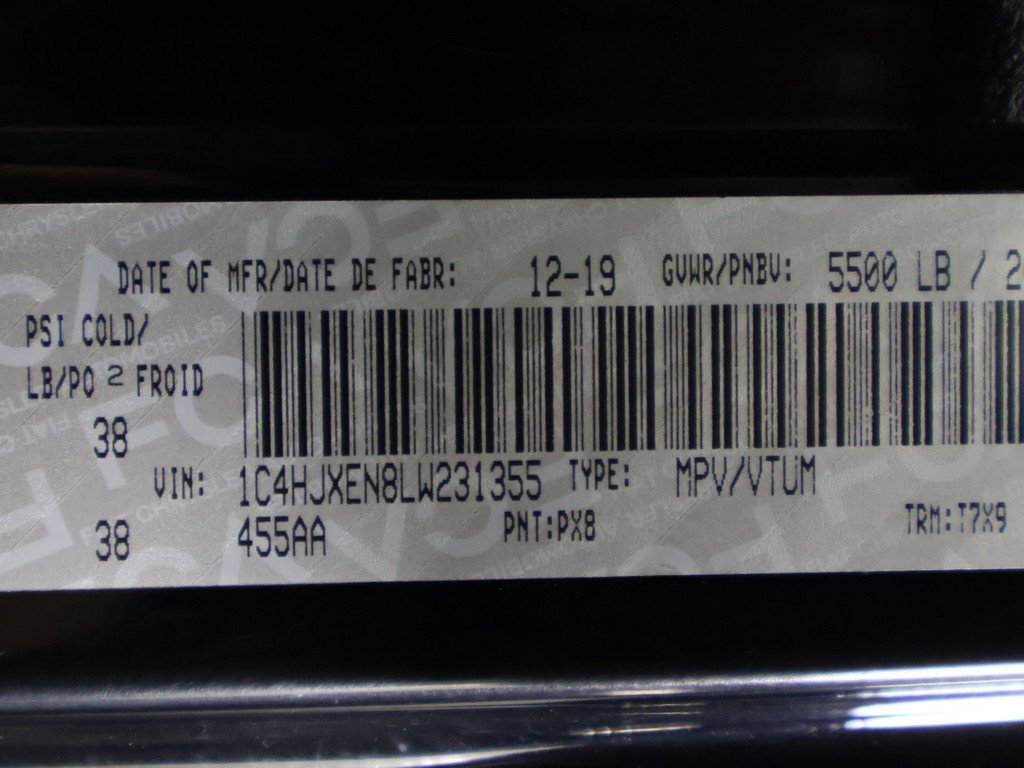 DATE OF MFR/DATE DE FABR: 12-19 GVWR/PNBV: 5500 LB / 2
PSI COLD/
LB/PO 2 FROID
38
VIN: 1C4HJXEN8LW231355 TYPE: MPV/VTUM
38 455AA PNT:PX8 TRM:T7X9